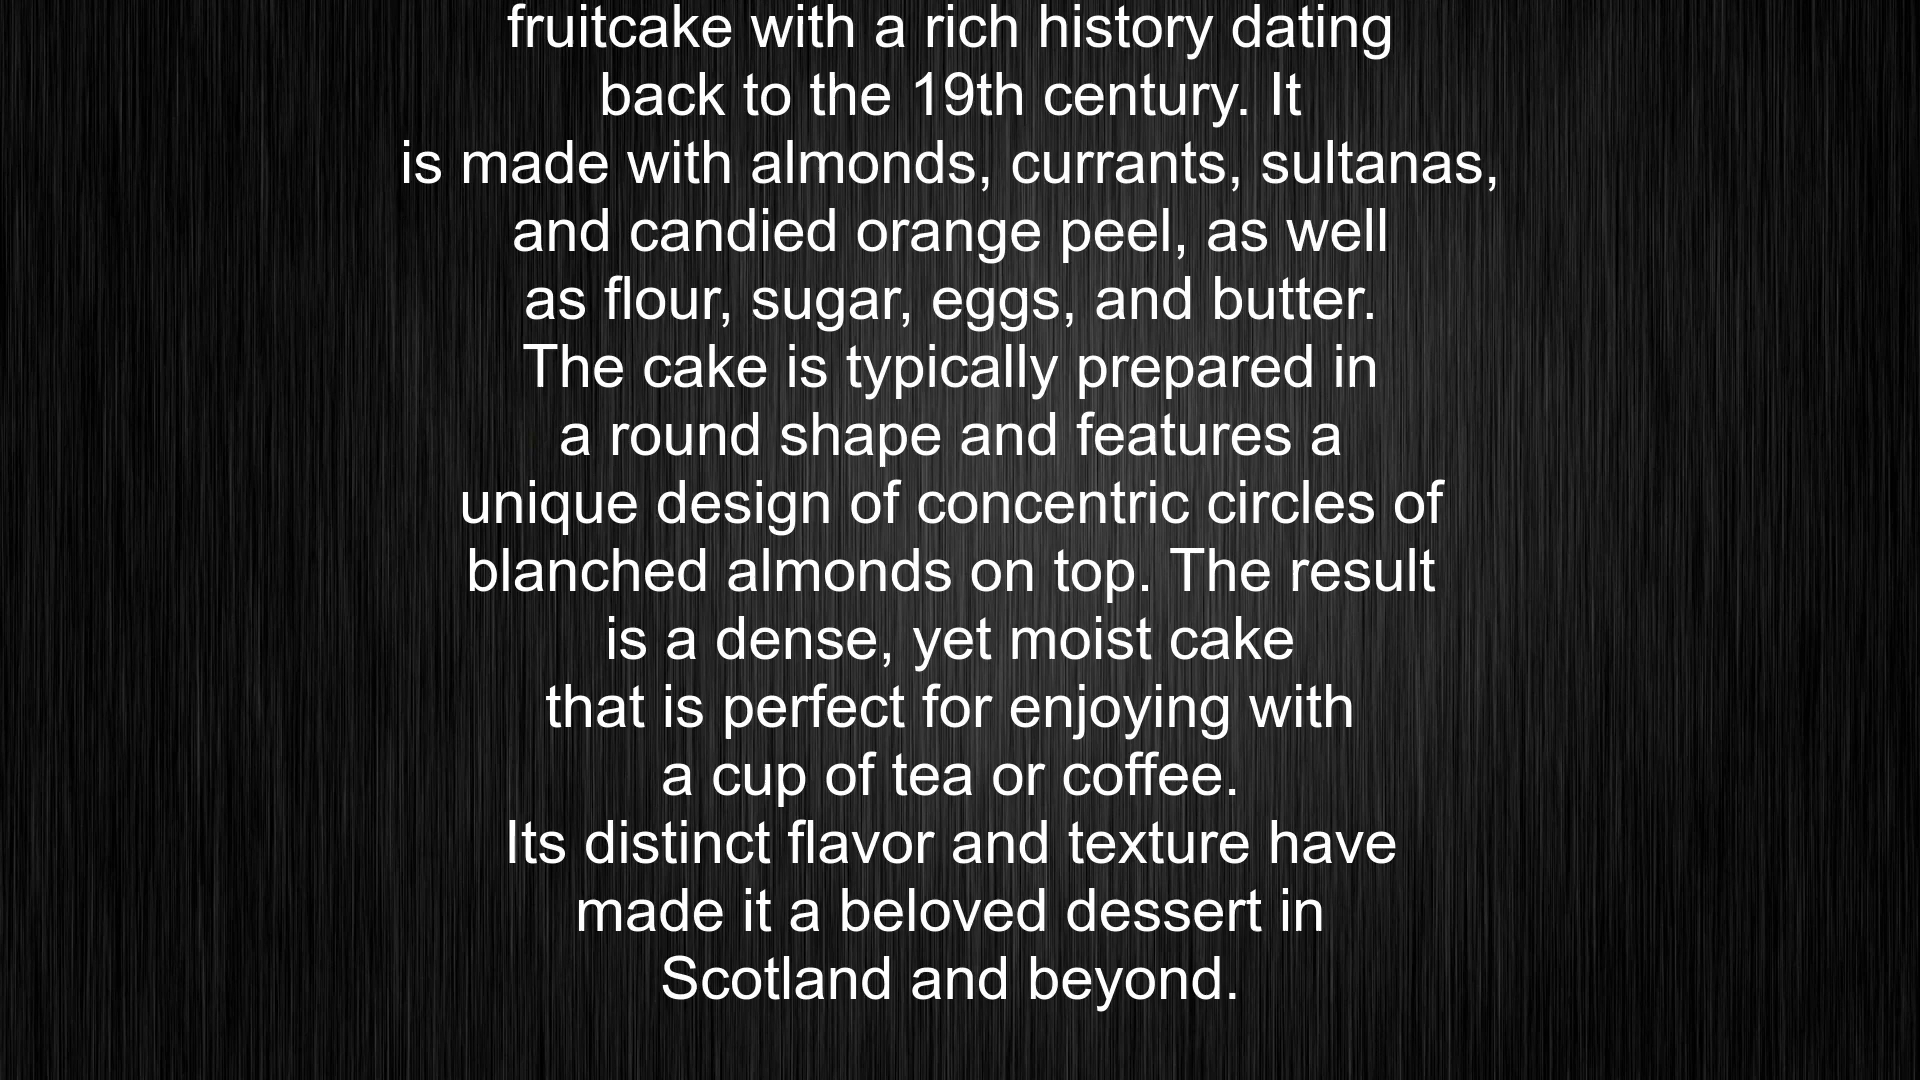 fruitcake with a rich history dating
back to the 19th century. It
is made with almonds, currants, sultanas,
and candied orange peel, as well
as flour, sugar, eggs, and butter.
The cake is typically prepared in
a round shape and features a
unique design of concentric circles of
blanched almonds on top. The result
is a dense, yet moist cake
that is perfect for enjoying with
a cup of tea or coffee.
Its distinct flavor and texture have
made it a beloved dessert in
Scotland and beyond.